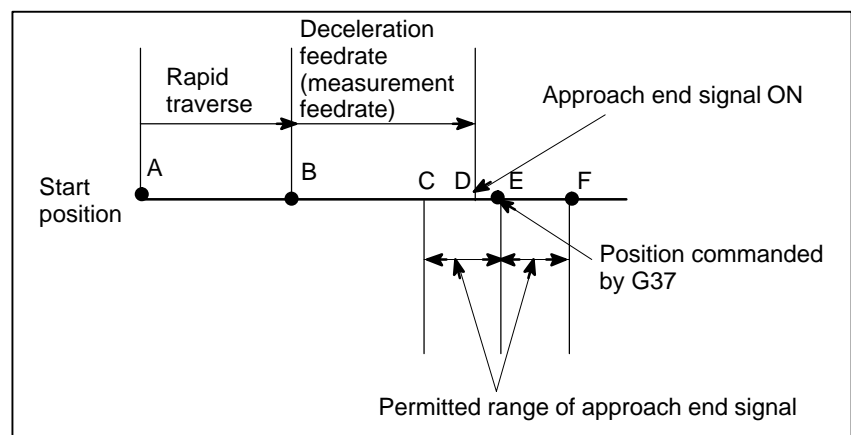 Deceleration
feedrate
(measurement
feedrate)
Rapid
traverse
Approach end signal ON
A
B
C
D
E
F
Start
position
Position commanded
by G37
Permitted range of approach end signal